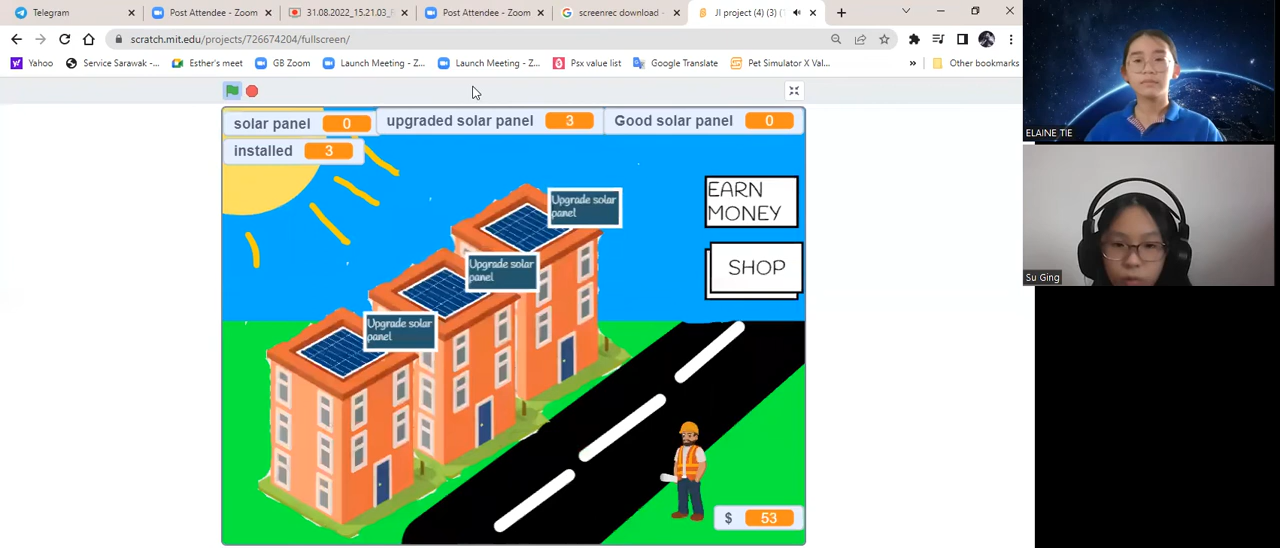 Telegram
Post Attendee - Zoom
31.08.2022_15.21.03_
Post Attendee - Zoom
screenrec download -
JI project (4) (3) (1
scratch.mit.edu/projects/726674204/fullscreen/
Yahoo
Service Sarawak -...
Esther's meet
GB Zoom
Launch Meeting - Z...
Launch Meeting - Z...
Psx value list
Google Translate
Pet Simulator X Val...
»
Other bookmarks
solar panel 0
upgraded solar panel 3
Good solar panel 0
installed 3
Upgrade solar
panel
Upgrade solar
panel
Upgrade solar
panel
EARN
MONEY
SHOP
$ 53
ELAINE TIE
Su Ging